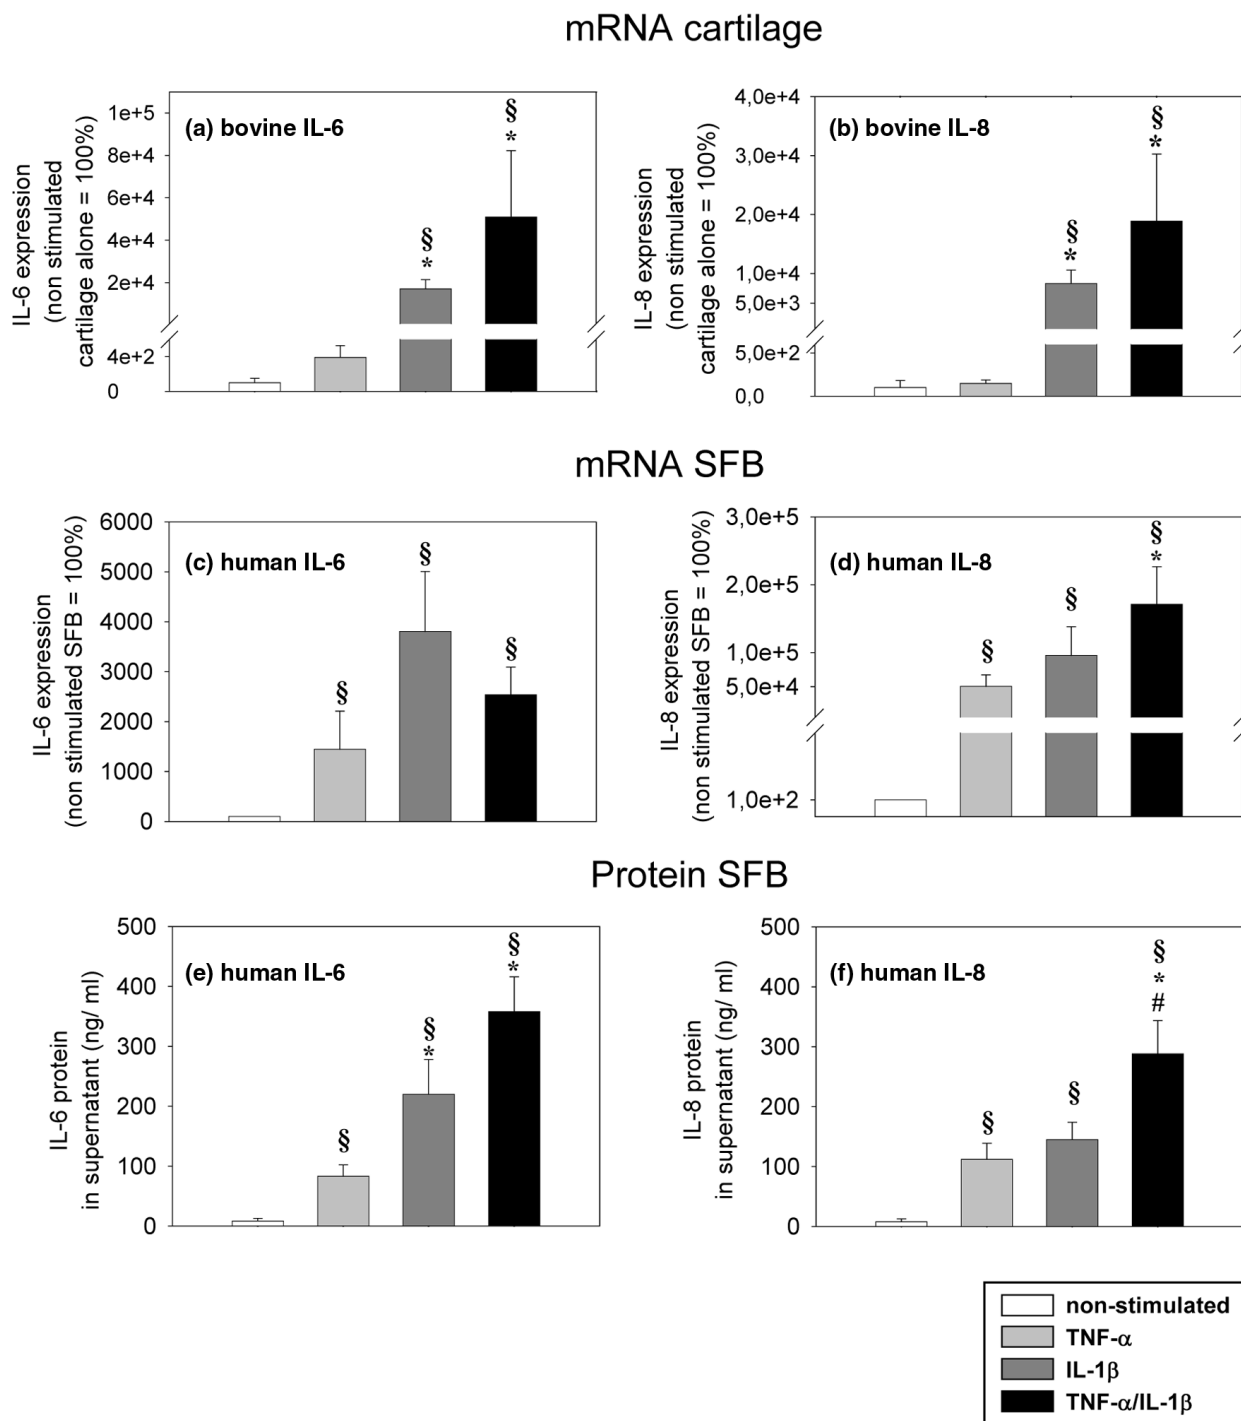 mRNA cartilage
(a) bovine IL-6
IL-6 expression
(non stimulated
cartilage alone = 100%)
1e+5
8e+4
6e+4
4e+4
2e+4
4e+2
0
§
*
§
*
(b) bovine IL-8
IL-8 expression
(non stimulated
cartilage alone = 100%)
4,0e+4
3,0e+4
2,0e+4
1,0e+4
5,0e+3
5,0e+2
0,0
§
*
§
*
mRNA SFB
(c) human IL-6
IL-6 expression
(non stimulated SFB = 100%)
6000
5000
4000
3000
2000
1000
0
§
§
§
(d) human IL-8
IL-8 expression
(non stimulated SFB = 100%)
3,0e+5
2,0e+5
1,0e+5
5,0e+4
1,0e+2
§
§
§
*
Protein SFB
(e) human IL-6
IL-6 protein
in supernatant (ng/ ml)
500
400
300
200
100
0
§
§
*
§
*
(f) human IL-8
IL-8 protein
in supernatant (ng/ ml)
500
400
300
200
100
0
§
§
§
*
#
non-stimulated
TNF-α
IL-1β
TNF-α/IL-1β